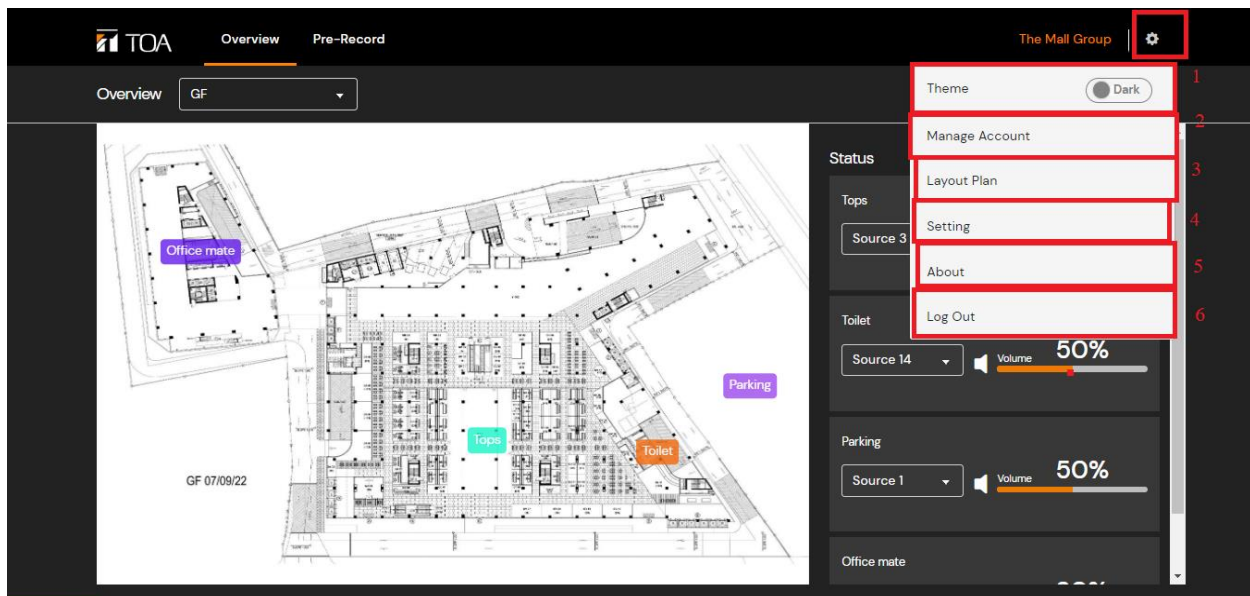 TOA
Overview
Pre-Record
The Mall Group
Overview
GF
Theme
Dark
1
Manage Account
2
Layout Plan
3
Setting
4
About
5
Log Out
6
Status
Tops
Source 3
Toilet
Source 14
Volume
50%
Parking
Source 1
Volume
50%
Office mate
Office mate
Parking
Tops
Toilet
GF 07/09/22